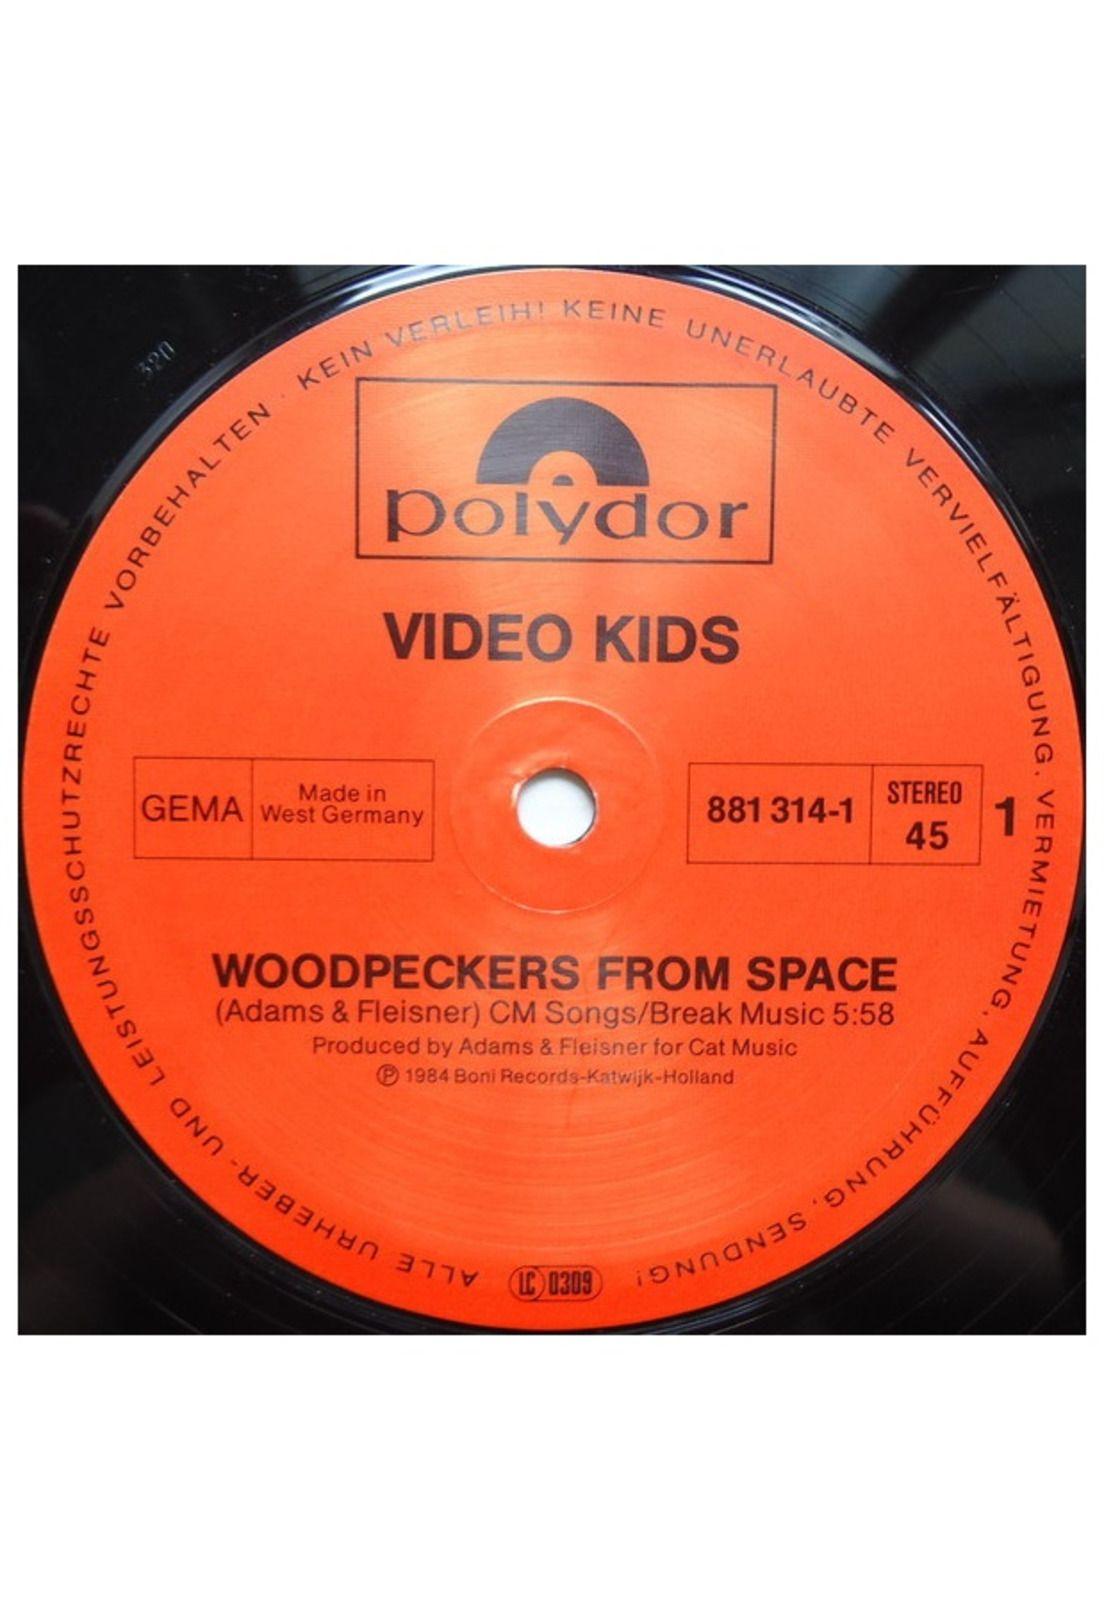 320
ALLE URHEBER- UND LEISTUNGSSCHUTZRECHTE VORBEHALTEN · KEIN VERLEIH! KEINE UNERLAUBTE VERVIELFÄLTIGUNG, VERMIETUNG, AUFFÜHRUNG, SENDUNG!
polydor
VIDEO KIDS
GEMA
Made in
West Germany
881 314-1
STEREO
45
1
WOODPECKERS FROM SPACE
(Adams & Fleisner) CM Songs/Break Music 5:58
Produced by Adams & Fleisner for Cat Music
Ⓟ 1984 Boni Records-Katwijk-Holland
LC 0309